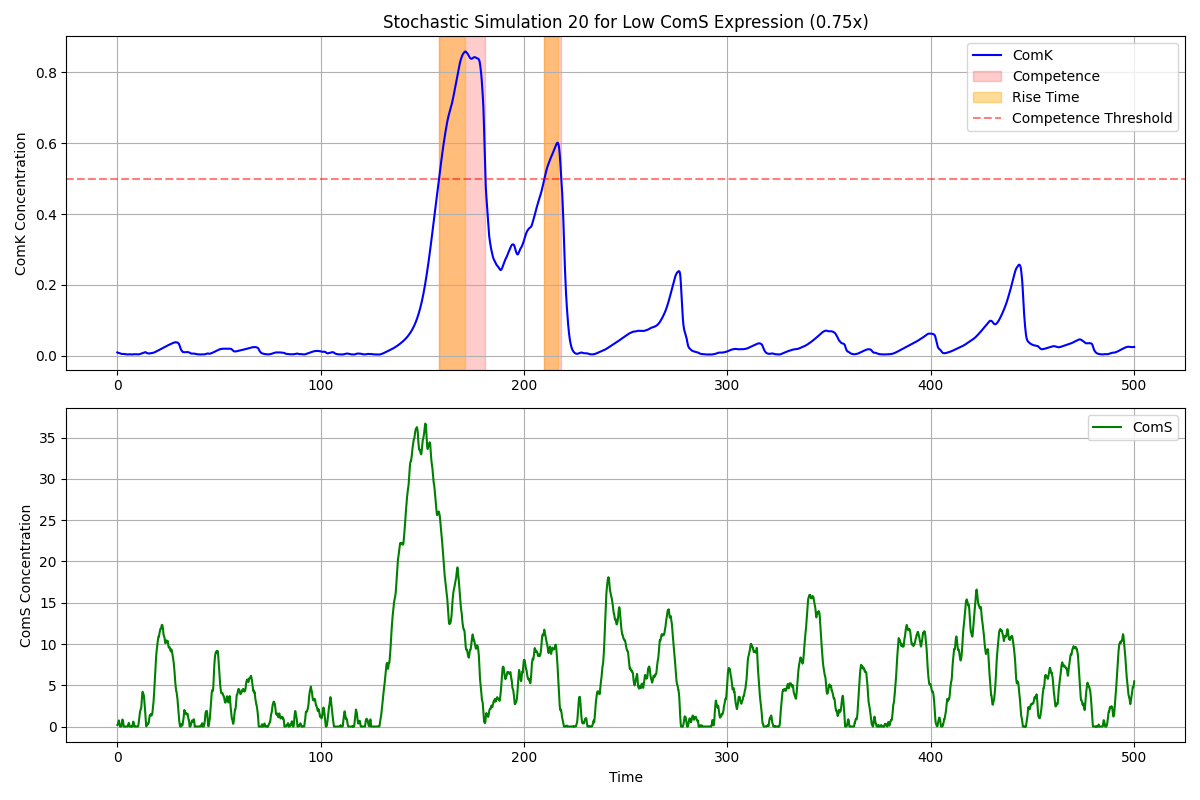 Stochastic Simulation 20 for Low ComS Expression (0.75x)
ComK Concentration
0.8
0.6
0.4
0.2
0.0
ComK
Competence
Rise Time
Competence Threshold
0 100 200 300 400 500
ComS Concentration
35
30
25
20
15
10
5
0
ComS
0 100 200 300 400 500
Time